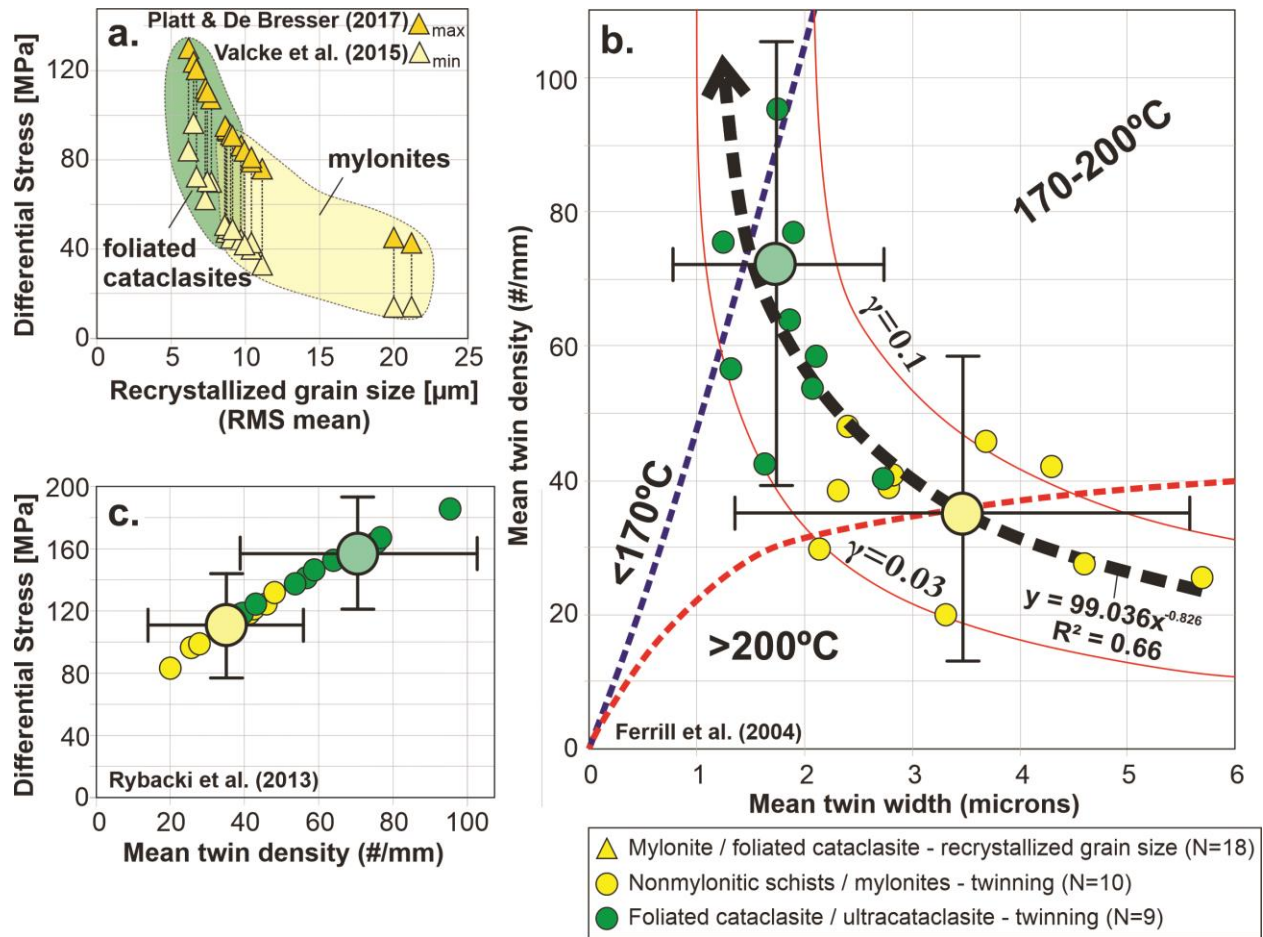 a.
Platt & De Bresser (2017) max
Valcke et al. (2015) min
Differential Stress [MPa]
120
80
40
0
mylonites
foliated
cataclasites
0 5 10 15 20 25
Recrystallized grain size [µm]
(RMS mean)
b.
Mean twin density (#/mm)
100
80
60
40
20
0
170-200ºC
<170ºC
>200ºC
γ=0.1
γ=0.03
y = 99.036x^-0.826
R² = 0.66
Ferrill et al. (2004)
0 1 2 3 4 5 6
Mean twin width (microns)
c.
Differential Stress [MPa]
200
160
120
80
40
0
Rybacki et al. (2013)
0 20 40 60 80 100
Mean twin density (#/mm)
Mylonite / foliated cataclasite - recrystallized grain size (N=18)
Nonmylonitic schists / mylonites - twinning (N=10)
Foliated cataclasite / ultracataclasite - twinning (N=9)